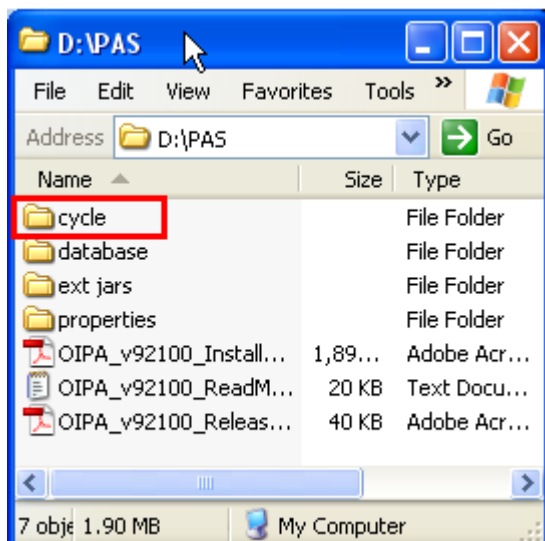 D:\PAS
File Edit View Favorites Tools »
Address D:\PAS Go
Name Size Type
cycle File Folder
database File Folder
ext jars File Folder
properties File Folder
OIPA_v92100_Install... 1,89... Adobe Acr...
OIPA_v92100_ReadM... 20 KB Text Docu...
OIPA_v92100_Releas... 40 KB Adobe Acr...
7 obje 1.90 MB My Computer